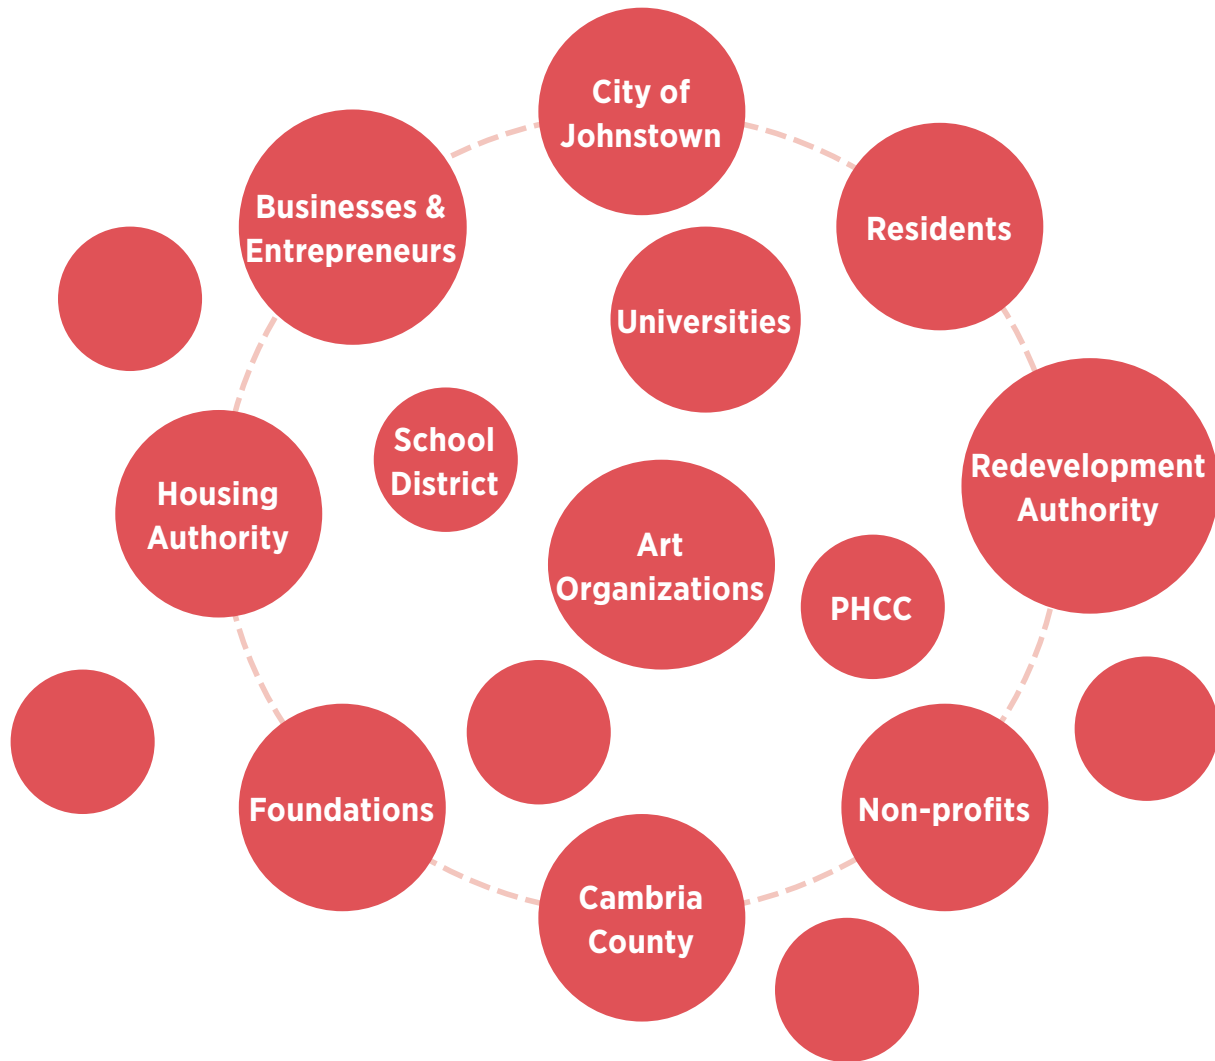 City of
Johnstown
Businesses &
Entrepreneurs
Residents
Universities
School
District
Redevelopment
Authority
Housing
Authority
Art
Organizations
PHCC
Foundations
Non-profits
Cambria
County